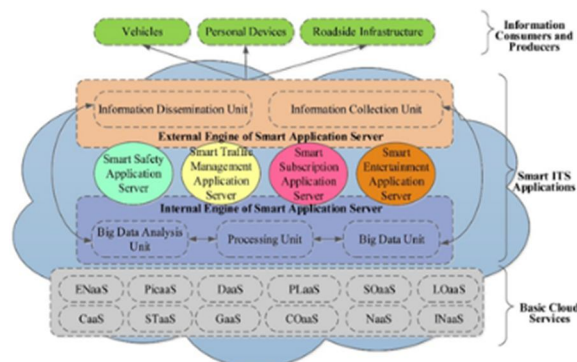 Vehicles
Personal Devices
Roadside Infrastructure
Information
Consumers and
Producers
Information Dissemination Unit
Information Collection Unit
External Engine of Smart Application Server
Smart Safety
Application
Server
Smart Traffic
Management
Application
Server
Smart
Subscription
Application
Server
Smart
Entertainment
Application
Server
Smart ITS
Applications
Internal Engine of Smart Application Server
Big Data Analysis
Unit
Processing Unit
Big Data Unit
ENaaS
PicaaS
DaaS
PLaaS
SOaaS
LOaaS
CaaS
STaaS
GaaS
COaaS
NaaS
INaaS
Basic Cloud
Services